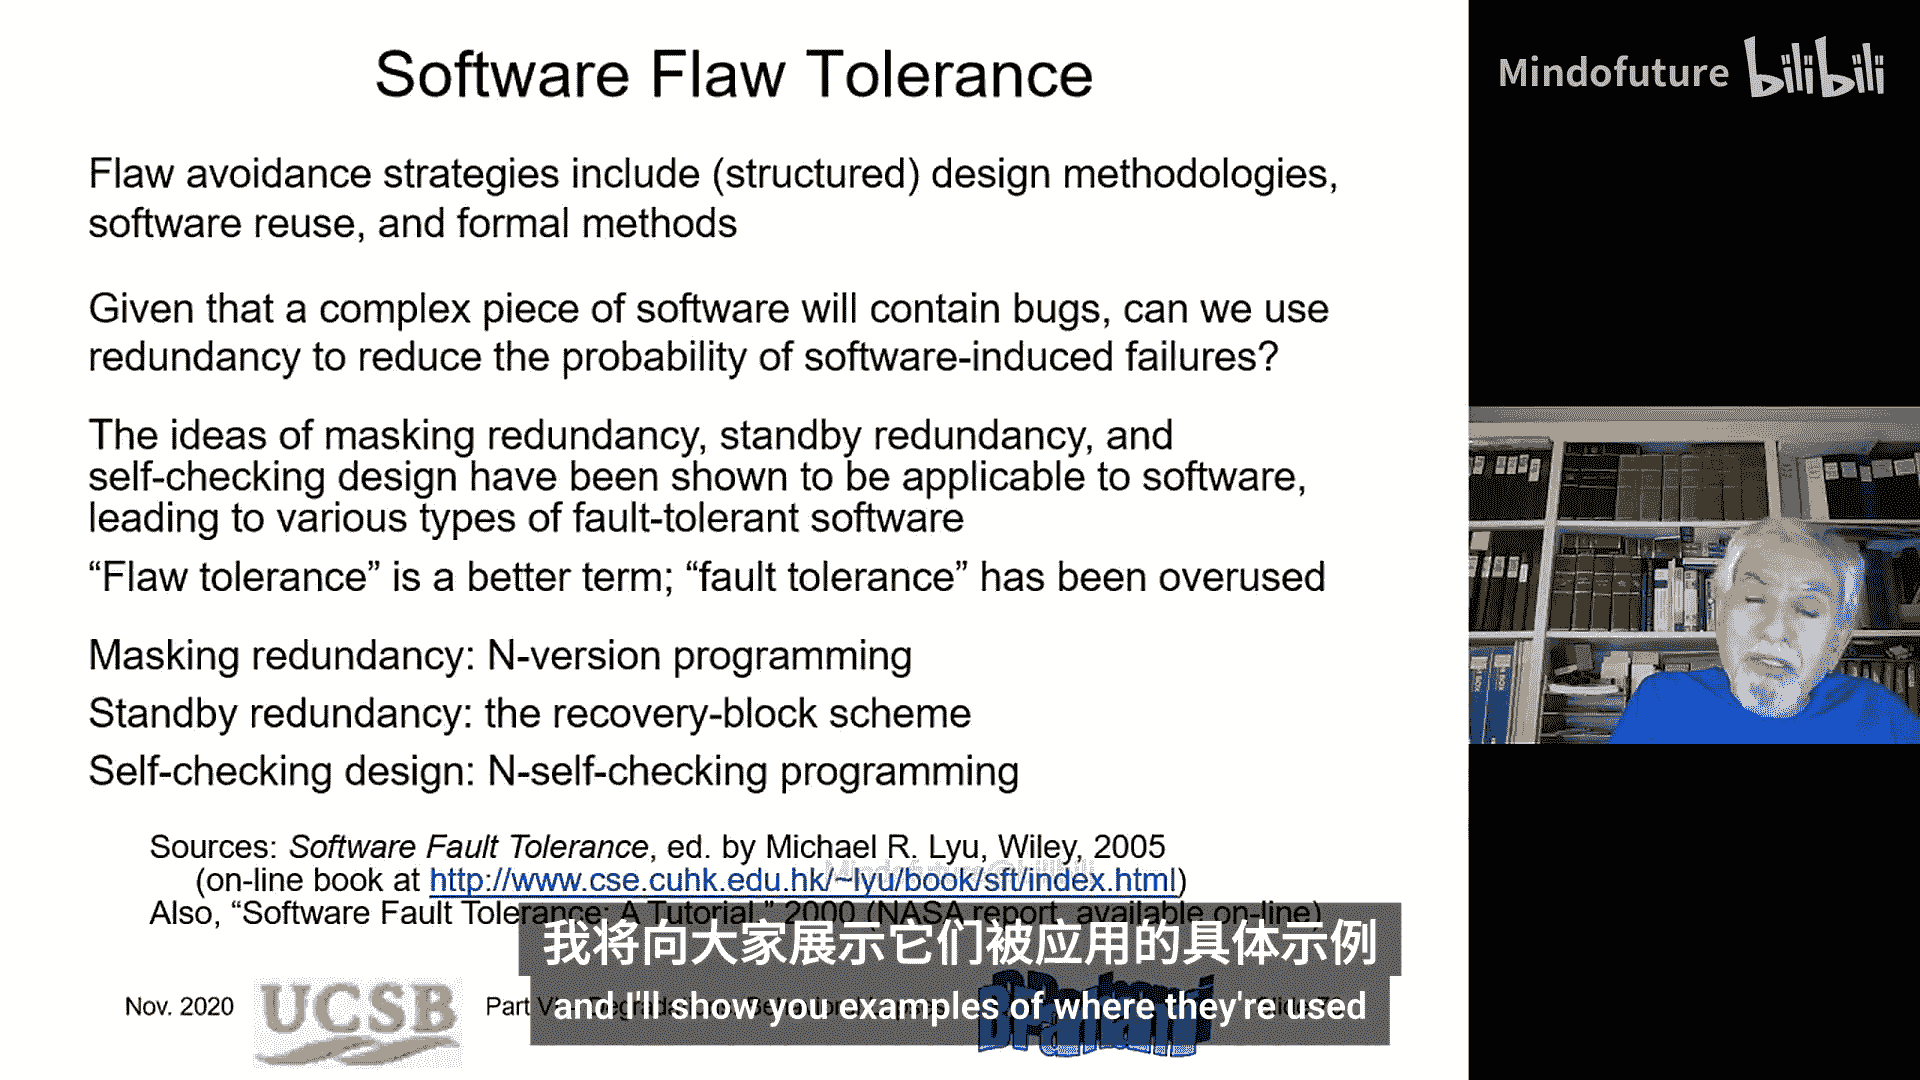 Software Flaw Tolerance
Mindofuture bilibili
Flaw avoidance strategies include (structured) design methodologies,
software reuse, and formal methods
Given that a complex piece of software will contain bugs, can we use
redundancy to reduce the probability of software-induced failures?
The ideas of masking redundancy, standby redundancy, and
self-checking design have been shown to be applicable to software,
leading to various types of fault-tolerant software
“Flaw tolerance” is a better term; “fault tolerance” has been overused
Masking redundancy: N-version programming
Standby redundancy: the recovery-block scheme
Self-checking design: N-self-checking programming
Sources: Software Fault Tolerance, ed. by Michael R. Lyu, Wiley, 2005
(on-line book at http://www.cse.cuhk.edu.hk/~lyu/book/sft/index.html)
Also, “Software Fault Tolerance: A Tutorial,” 2000 (NASA report, available on-line)
我将向大家展示它们被应用的具体示例
and I'll show you examples of where they're used
Nov. 2020 UCSB Part